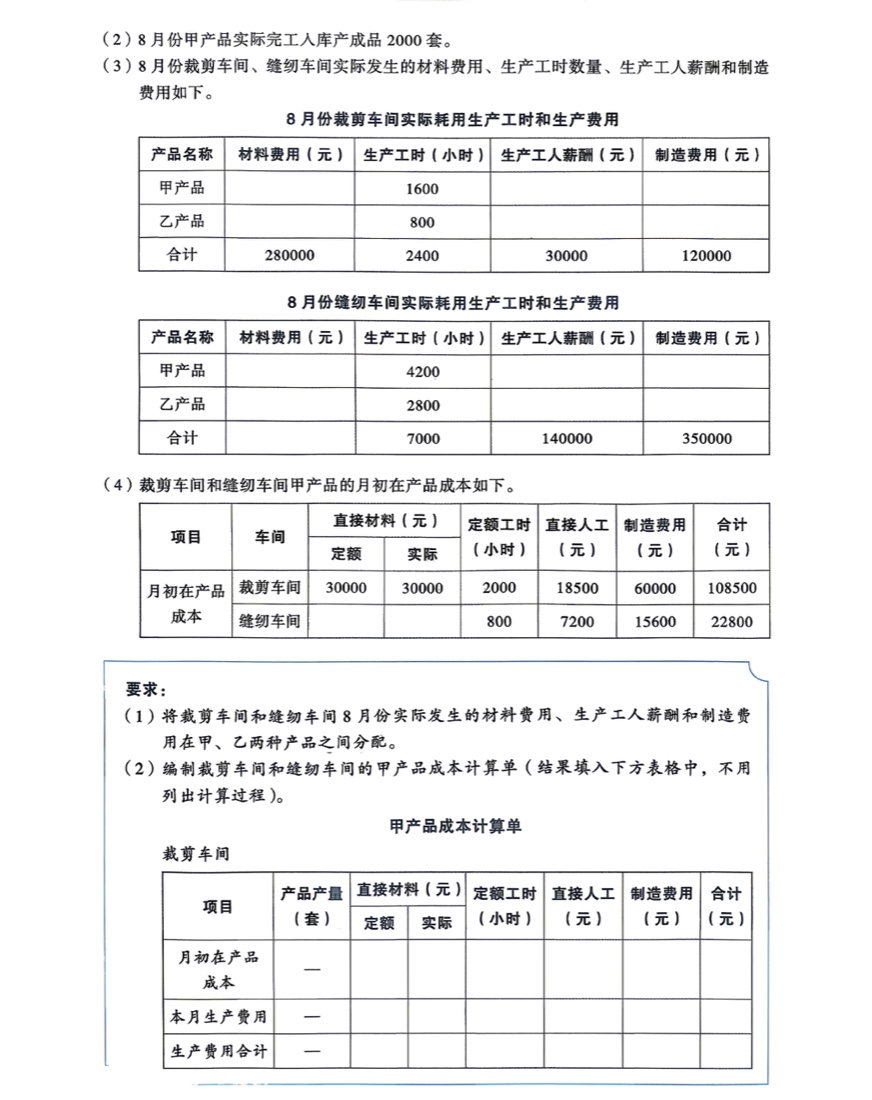 （2）8月份甲产品实际完工入库产成品 2000 套。
（3）8月份裁剪车间、缝纫车间实际发生的材料费用、生产工时数量、生产工人薪酬和制造
费用如下。
8月份裁剪车间实际耗用生产工时和生产费用
产品名称 材料费用（元） 生产工时（小时） 生产工人薪酬（元） 制造费用（元）
甲产品 1600
乙产品 800
合计 280000 2400 30000 120000
8月份缝纫车间实际耗用生产工时和生产费用
产品名称 材料费用（元） 生产工时（小时） 生产工人薪酬（元） 制造费用（元）
甲产品 4200
乙产品 2800
合计 7000 140000 350000
（4）裁剪车间和缝纫车间甲产品的月初在产品成本如下。
项目 车间 直接材料（元） 定额工时（小时） 直接人工（元） 制造费用（元） 合计（元）
定额 实际
月初在产品成本 裁剪车间 30000 30000 2000 18500 60000 108500
缝纫车间 800 7200 15600 22800
要求：
（1）将裁剪车间和缝纫车间8月份实际发生的材料费用、生产工人薪酬和制造费
用在甲、乙两种产品之间分配。
（2）编制裁剪车间和缝纫车间的甲产品成本计算单（结果填入下方表格中，不用
列出计算过程）。
甲产品成本计算单
裁剪车间
项目 产品产量（套） 直接材料（元） 定额工时（小时） 直接人工（元） 制造费用（元） 合计（元）
定额 实际
月初在产品成本 —
本月生产费用 —
生产费用合计 —